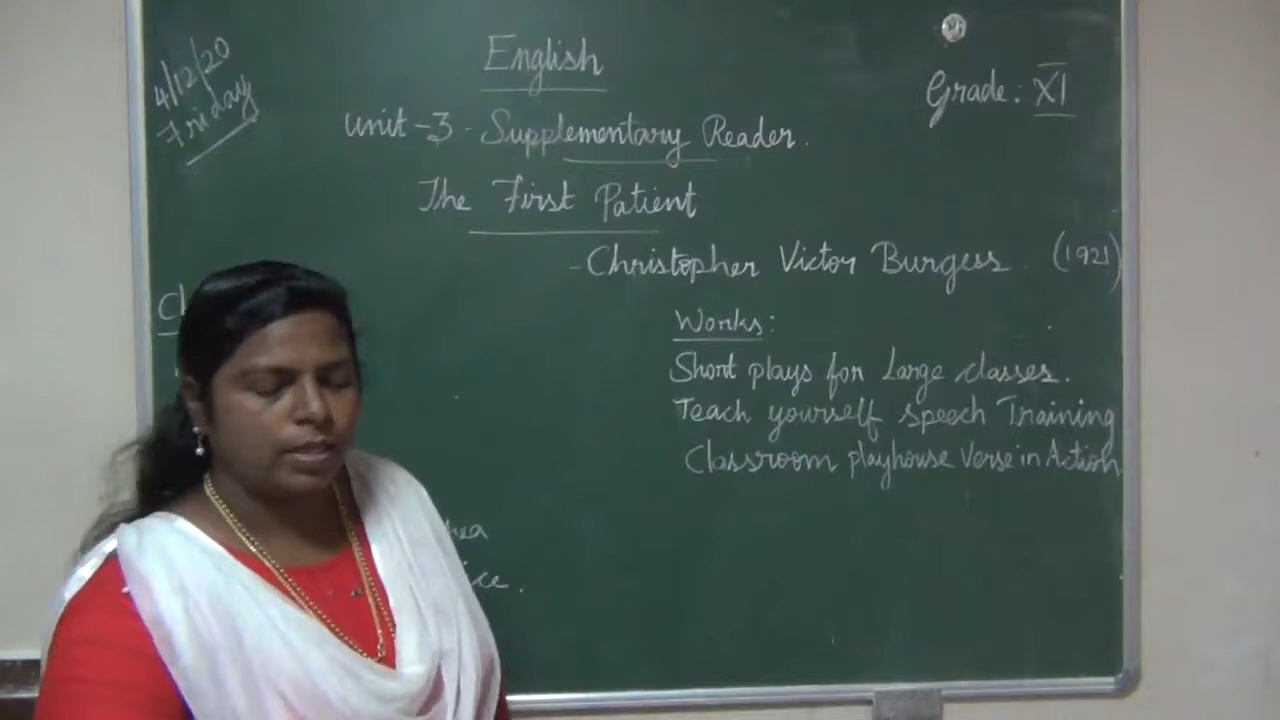 4/12/20
Friday
English
Grade: XI
Unit-3. Supplementary Reader.
The First Patient
- Christopher Victor Burgess. (1921)
Works:
Short plays for Large classes.
Teach yourself speech Training
Classroom playhouse Verse in Action